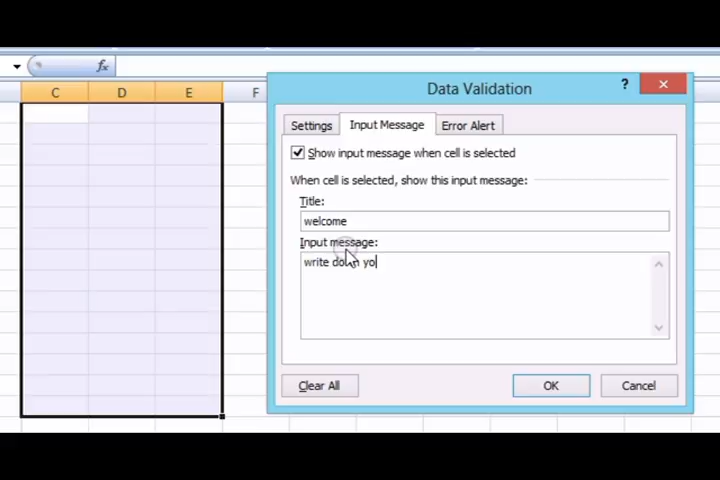 fx
C D E F
Data Validation
?
Settings Input Message Error Alert
Show input message when cell is selected
When cell is selected, show this input message:
Title:
welcome
Input message:
write down yo
Clear All OK Cancel